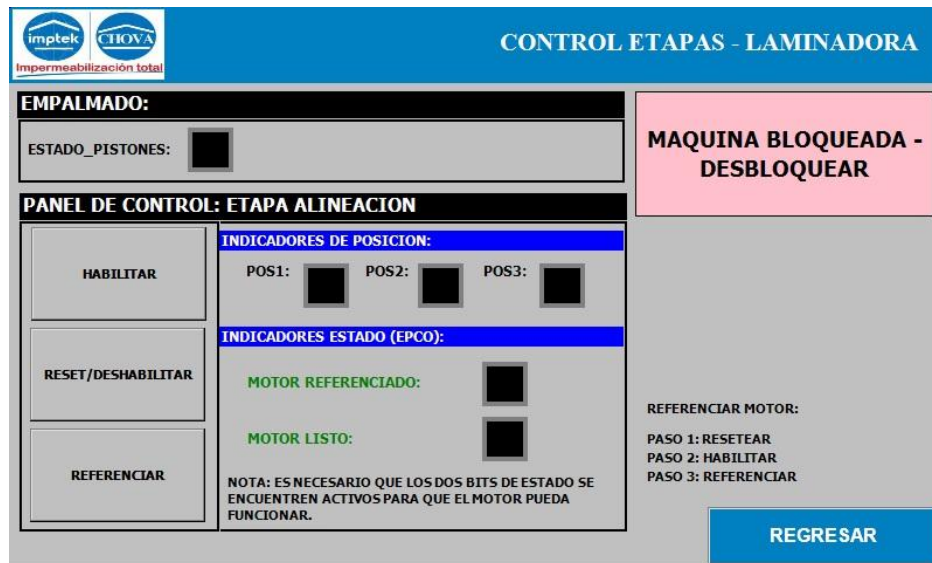 imptek
CHOVA
Impermeabilización total
CONTROL ETAPAS - LAMINADORA
EMPALMADO:
ESTADO_PISTONES:
MAQUINA BLOQUEADA -
DESBLOQUEAR
PANEL DE CONTROL: ETAPA ALINEACION
HABILITAR
RESET/DESHABILITAR
REFERENCIAR
INDICADORES DE POSICION:
POS1:
POS2:
POS3:
INDICADORES ESTADO (EPCO):
MOTOR REFERENCIADO:
MOTOR LISTO:
NOTA: ES NECESARIO QUE LOS DOS BITS DE ESTADO SE
ENCUENTREN ACTIVOS PARA QUE EL MOTOR PUEDA
FUNCIONAR.
REFERENCIAR MOTOR:
PASO 1: RESETEAR
PASO 2: HABILITAR
PASO 3: REFERENCIAR
REGRESAR